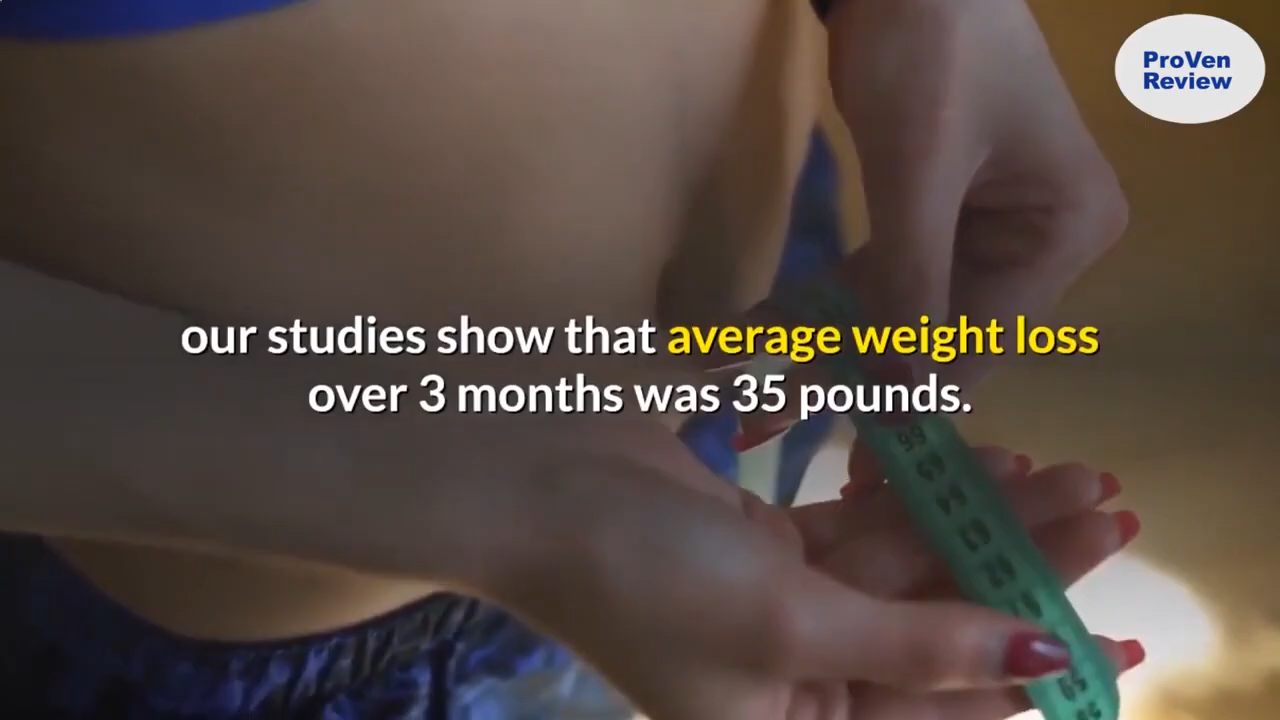 ProVen
Review
our studies show that average weight loss
over 3 months was 35 pounds.